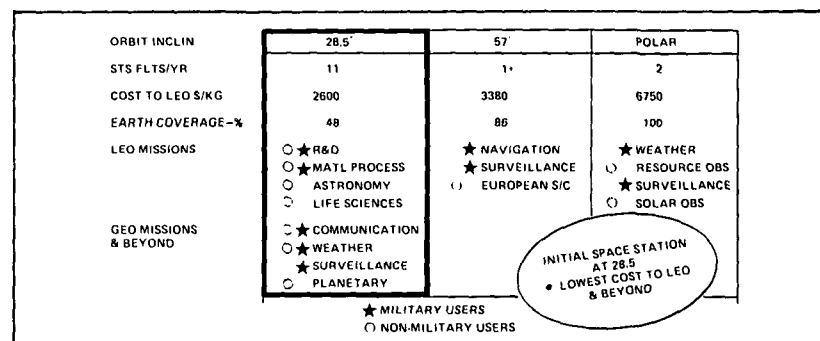 ORBIT INCLIN 28.5° 57° POLAR
STS FLTS/YR 11 1+ 2
COST TO LEO $/KG 2600 3380 6750
EARTH COVERAGE-% 48 86 100
LEO MISSIONS ○★R&D ★NAVIGATION ★WEATHER
○★MATL PROCESS ★SURVEILLANCE ○ RESOURCE OBS
○ ASTRONOMY ○ EUROPEAN S/C ★SURVEILLANCE
○ LIFE SCIENCES ○ SOLAR OBS
GEO MISSIONS ○★COMMUNICATION
& BEYOND ○★WEATHER
★SURVEILLANCE
○ PLANETARY
INITIAL SPACE STATION
AT 28.5
• LOWEST COST TO LEO
& BEYOND
★MILITARY USERS
○ NON-MILITARY USERS